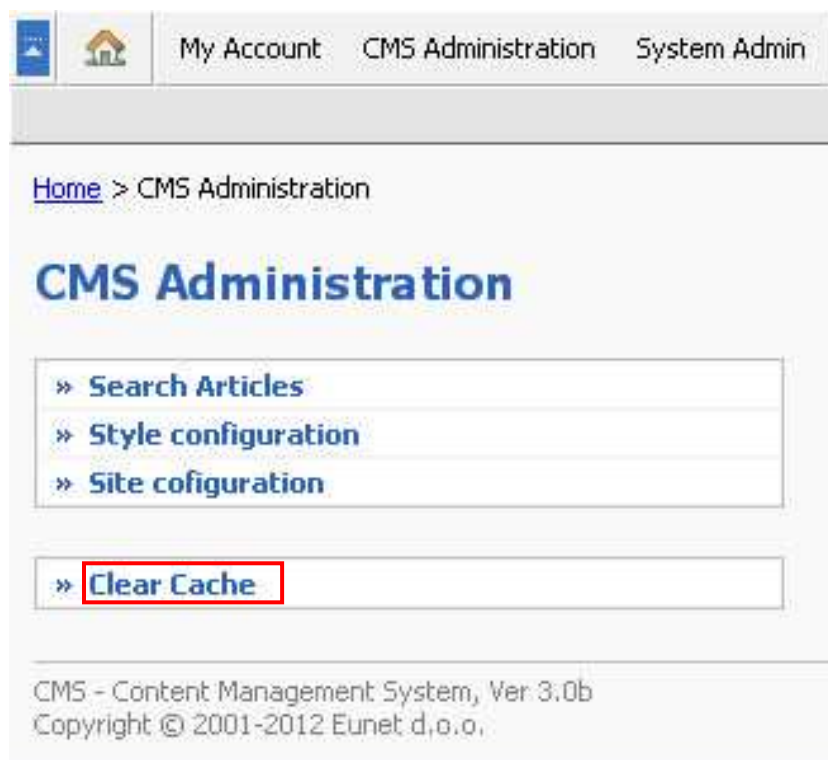 My Account CMS Administration System Admin
Home > CMS Administration
CMS Administration
» Search Articles
» Style configuration
» Site cofiguration
» Clear Cache
CMS - Content Management System, Ver 3.0b
Copyright © 2001-2012 Eunet d.o.o.